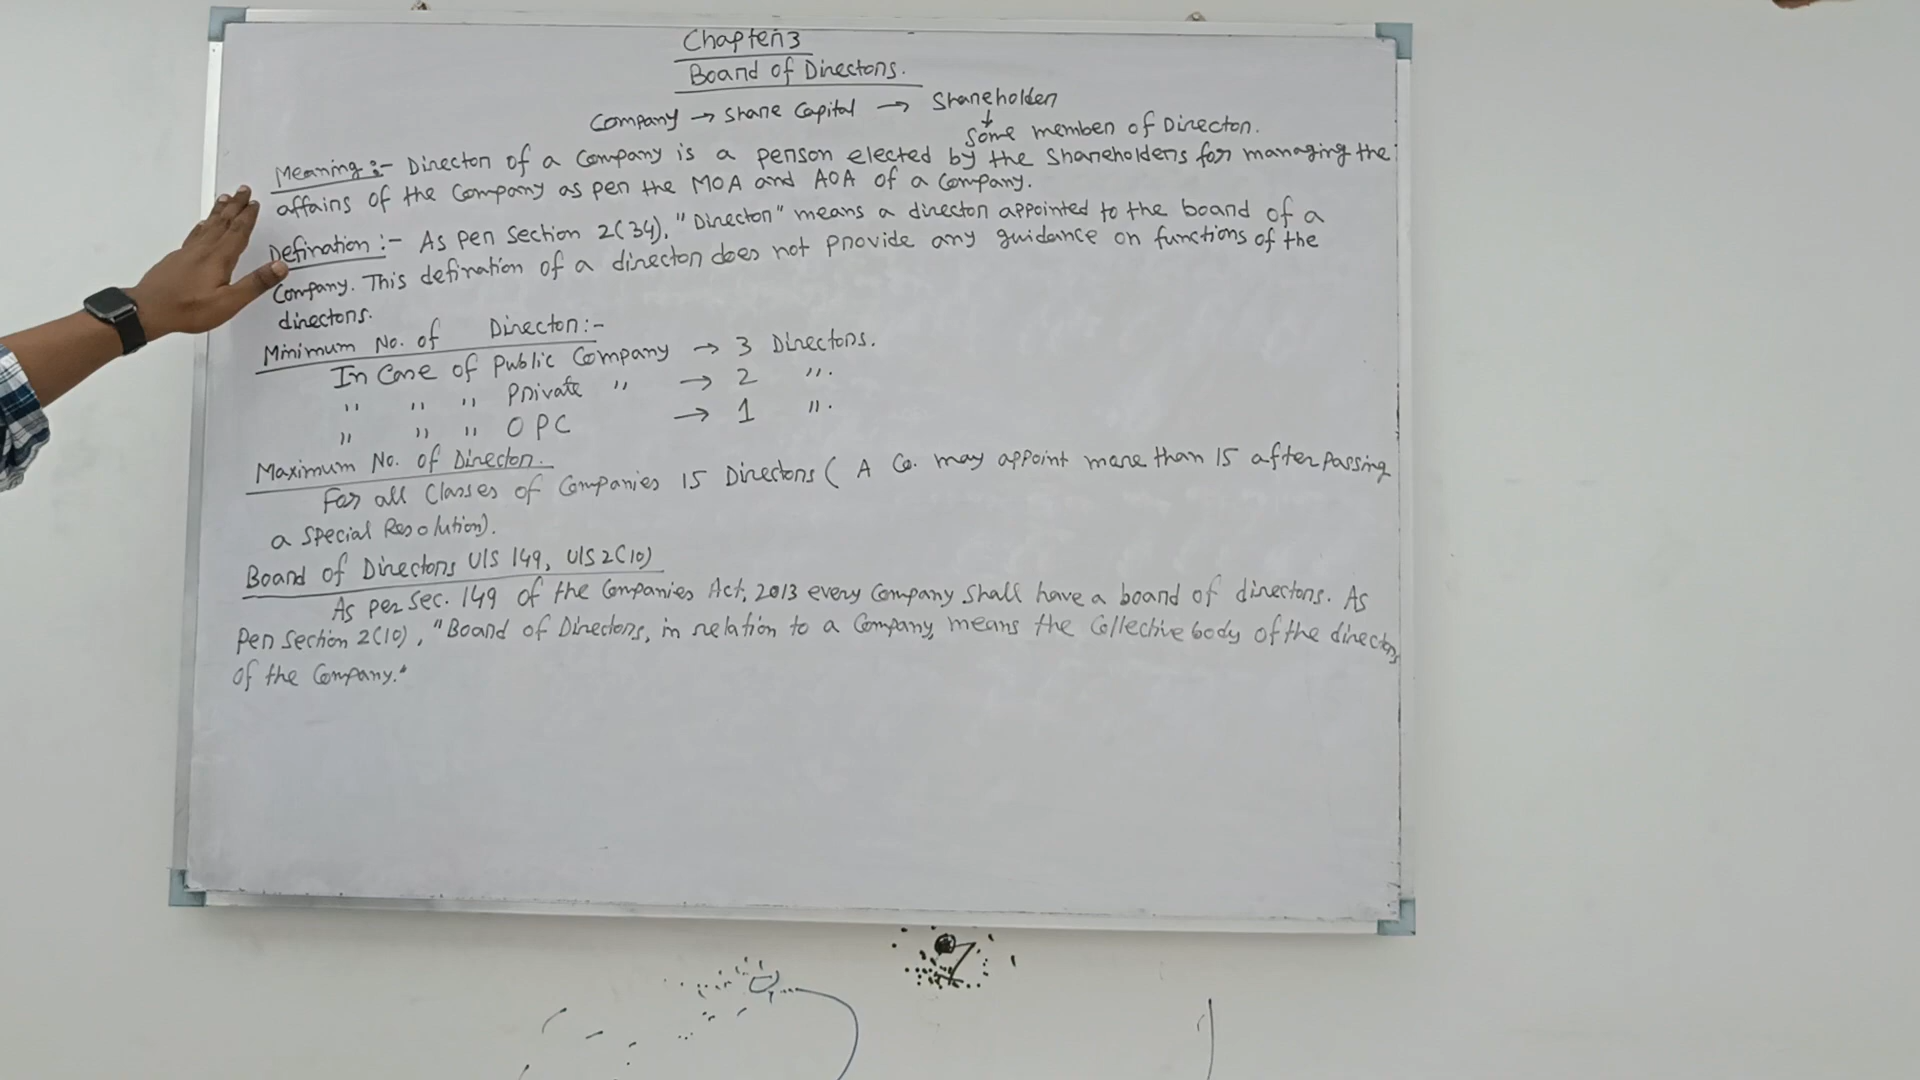 Chapter 3
Board of Directors.
Company → Share Capital → Shareholder
↓
Some member of Director.
Meaning :- Director of a Company is a person elected by the Shareholders for managing the
affairs of the Company as per the MOA and AOA of a Company.
Defination :- As per Section 2(34), "Director" means a director appointed to the board of a
Company. This defination of a director does not provide any guidance on functions of the
directors.
Minimum No. of Director:-
In Case of Public Company → 3 Directors.
" " " Private " → 2 ".
" " " OPC → 1 ".
Maximum No. of Director.
For all Classes of Companies 15 Directors ( A Co. may appoint more than 15 after passing
a special Resolution).
Board of Directors U/S 149, U/S 2(10)
As per Sec. 149 of the Companies Act, 2013 every Company Shall have a board of directors. As
per section 2(10), "Board of Directors, in relation to a Company, means the Collective body of the directors
of the Company."